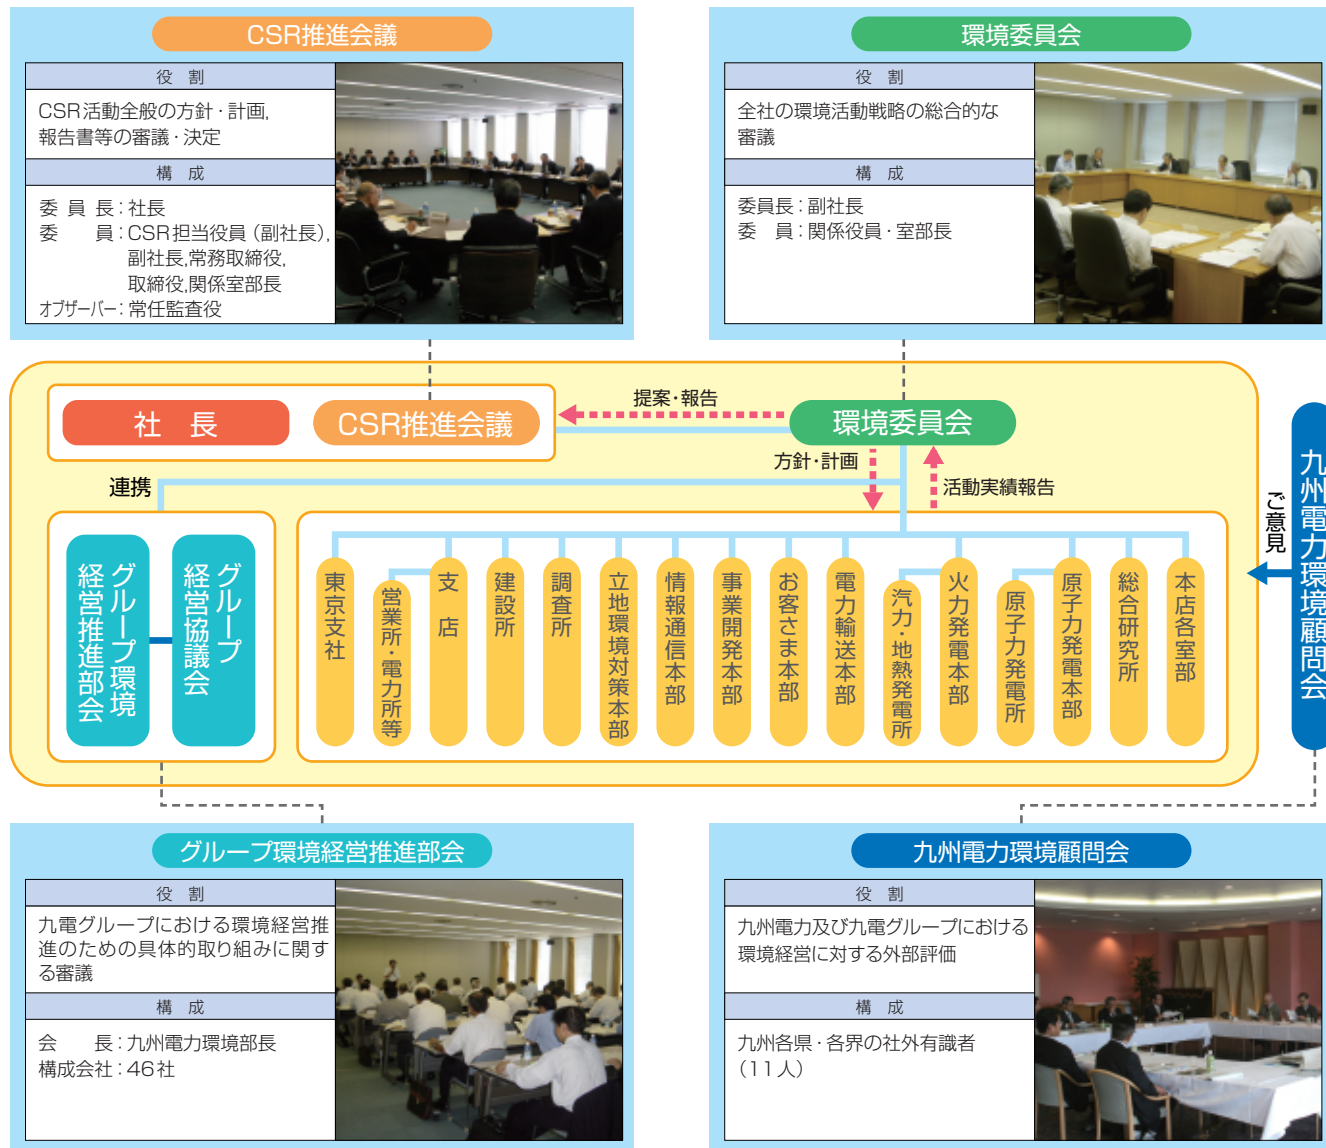 CSR推進会議
役 割
CSR活動全般の方針・計画,
報告書等の審議・決定
構 成
委 員 長：社長
委　　員：CSR担当役員（副社長）,
副社長,常務取締役,
取締役,関係室部長
オブザーバー：常任監査役
環境委員会
役 割
全社の環境活動戦略の総合的な
審議
構 成
委員長：副社長
委　員：関係役員・室部長
社 長
CSR推進会議
提案・報告
環境委員会
方針・計画
活動実績報告
連携
グループ環境
経営推進部会
グループ
経営協議会
東京支社
営業所・電力所等
支 店
建設所
調査所
立地環境対策本部
情報通信本部
事業開発本部
お客さま本部
電力輸送本部
汽力・地熱発電所
火力発電本部
原子力発電所
原子力発電本部
総合研究所
本店各室部
ご意見
九州電力環境顧問会
グループ環境経営推進部会
役 割
九電グループにおける環境経営推
進のための具体的取り組みに関す
る審議
構 成
会　　長：九州電力環境部長
構成会社：46社
九州電力環境顧問会
役 割
九州電力及び九電グループにおける
環境経営に対する外部評価
構 成
九州各県・各界の社外有識者
（11人）